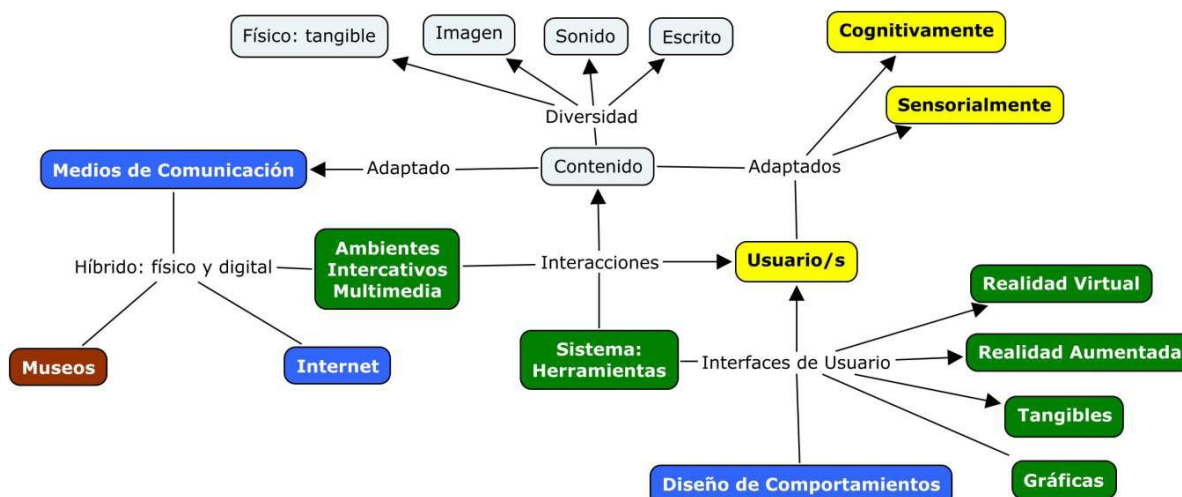 Físico: tangible
Imagen
Sonido
Escrito
Cognitivamente
Sensorialmente
Diversidad
Medios de Comunicación
Adaptado
Contenido
Adaptados
Híbrido: físico y digital
Ambientes
Intercativos
Multimedia
Interacciones
Usuario/s
Realidad Virtual
Museos
Internet
Sistema:
Herramientas
Interfaces de Usuario
Realidad Aumentada
Tangibles
Diseño de Comportamientos
Gráficas